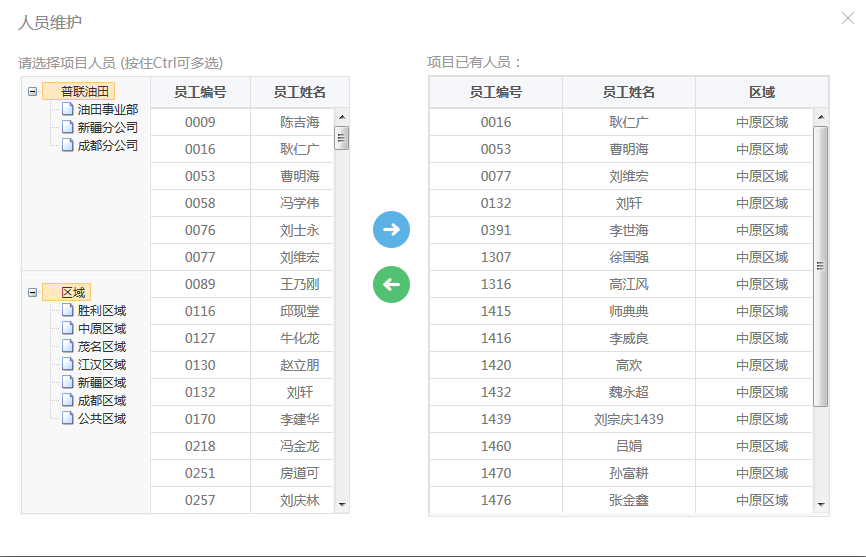 人员维护
请选择项目人员 (按住Ctrl可多选)
普联油田
油田事业部
新疆分公司
成都分公司
区域
胜利区域
中原区域
茂名区域
江汉区域
新疆区域
成都区域
公共区域
员工编号 员工姓名
0009 陈吉海
0016 耿仁广
0053 曹明海
0058 冯学伟
0076 刘士永
0077 刘维宏
0089 王乃刚
0116 邱现堂
0127 牛化龙
0130 赵立朋
0132 刘轩
0170 李建华
0218 冯金龙
0251 房道可
0257 刘庆林
项目已有人员：
员工编号 员工姓名 区域
0016 耿仁广 中原区域
0053 曹明海 中原区域
0077 刘维宏 中原区域
0132 刘轩 中原区域
0391 李世海 中原区域
1307 徐国强 中原区域
1316 高江风 中原区域
1415 师典典 中原区域
1416 李威良 中原区域
1420 高欢 中原区域
1432 魏永超 中原区域
1439 刘宗庆1439 中原区域
1460 吕娟 中原区域
1470 孙富耕 中原区域
1476 张金鑫 中原区域